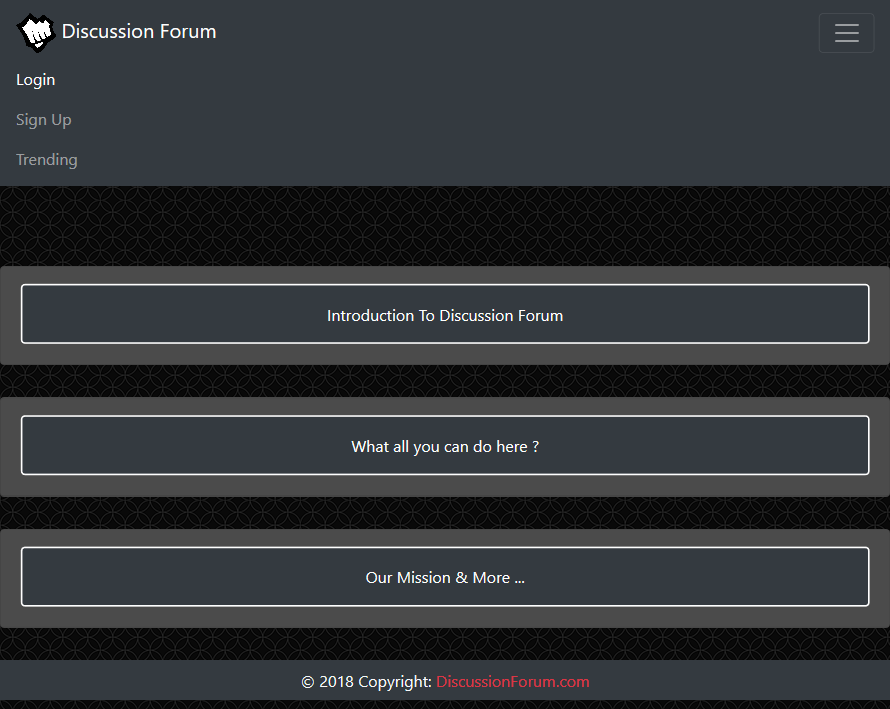 Discussion Forum
Login
Sign Up
Trending
Introduction To Discussion Forum
What all you can do here ?
Our Mission & More ...
© 2018 Copyright: DiscussionForum.com